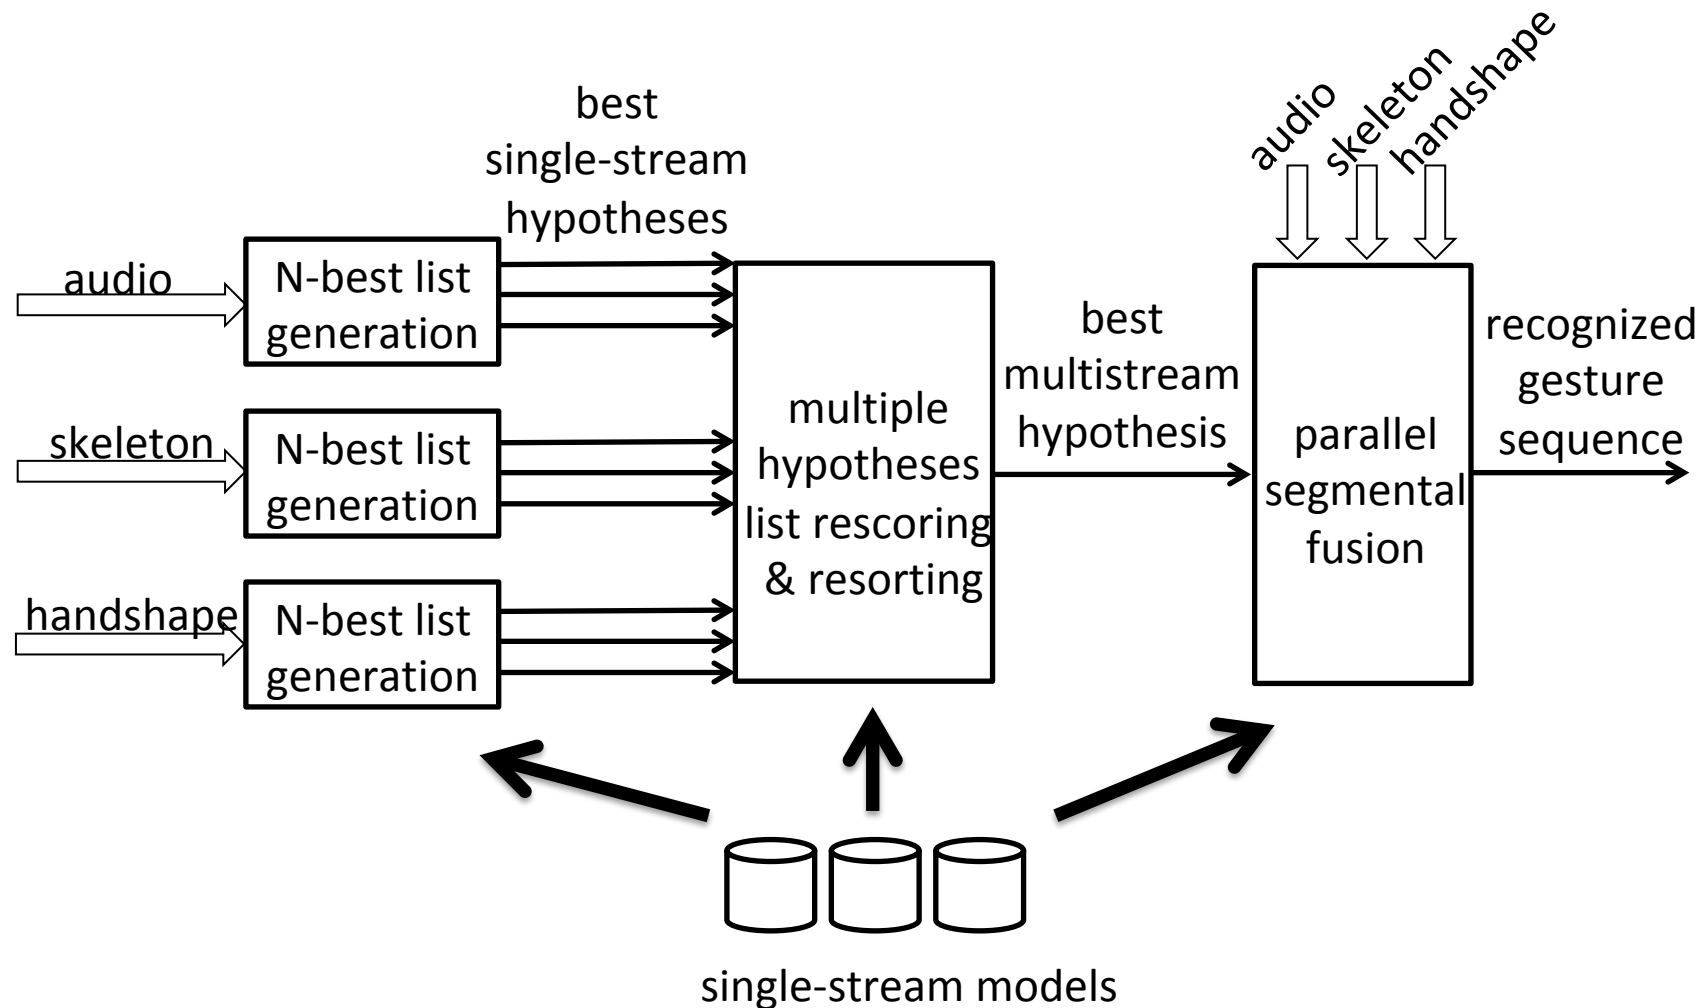 best
single-stream
hypotheses
audio
skeleton
handshape
audio
N-best list
generation
skeleton
N-best list
generation
handshape
N-best list
generation
multiple
hypotheses
list rescoring
& resorting
best
multistream
hypothesis
parallel
segmental
fusion
recognized
gesture
sequence
single-stream models